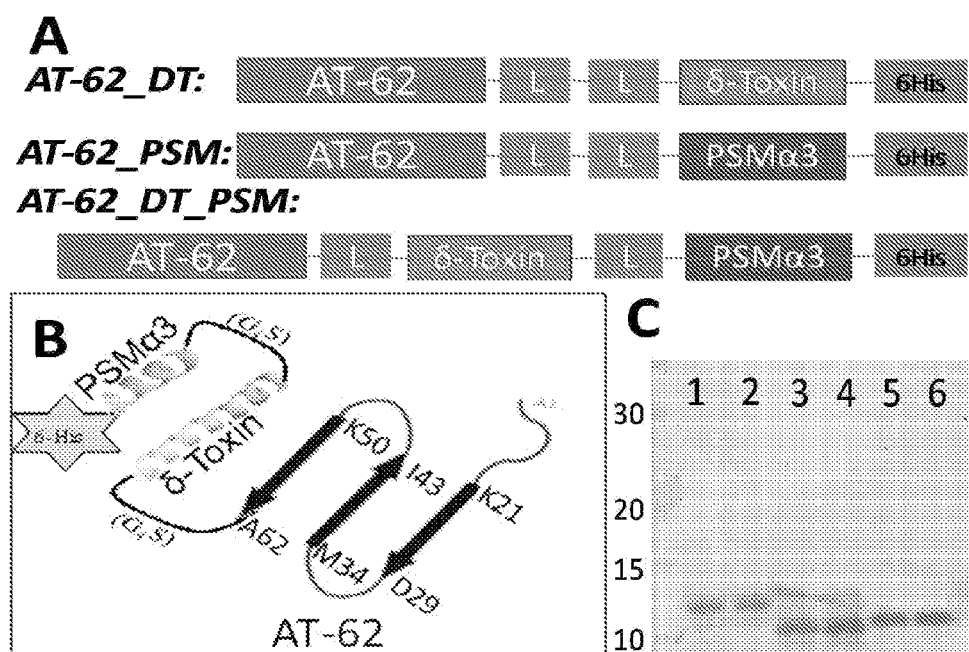 A
AT-62_DT: AT-62 L L δ-Toxin 6His
AT-62_PSM: AT-62 L L PSMα3 6His
AT-62_DT_PSM:
AT-62 L δ-Toxin L PSMα3 6His
B
PSMα3
6-His
δ-Toxin
K50
I43
K21
A62
M34
D29
AT-62
C
1 2 3 4 5 6
30
20
15
10